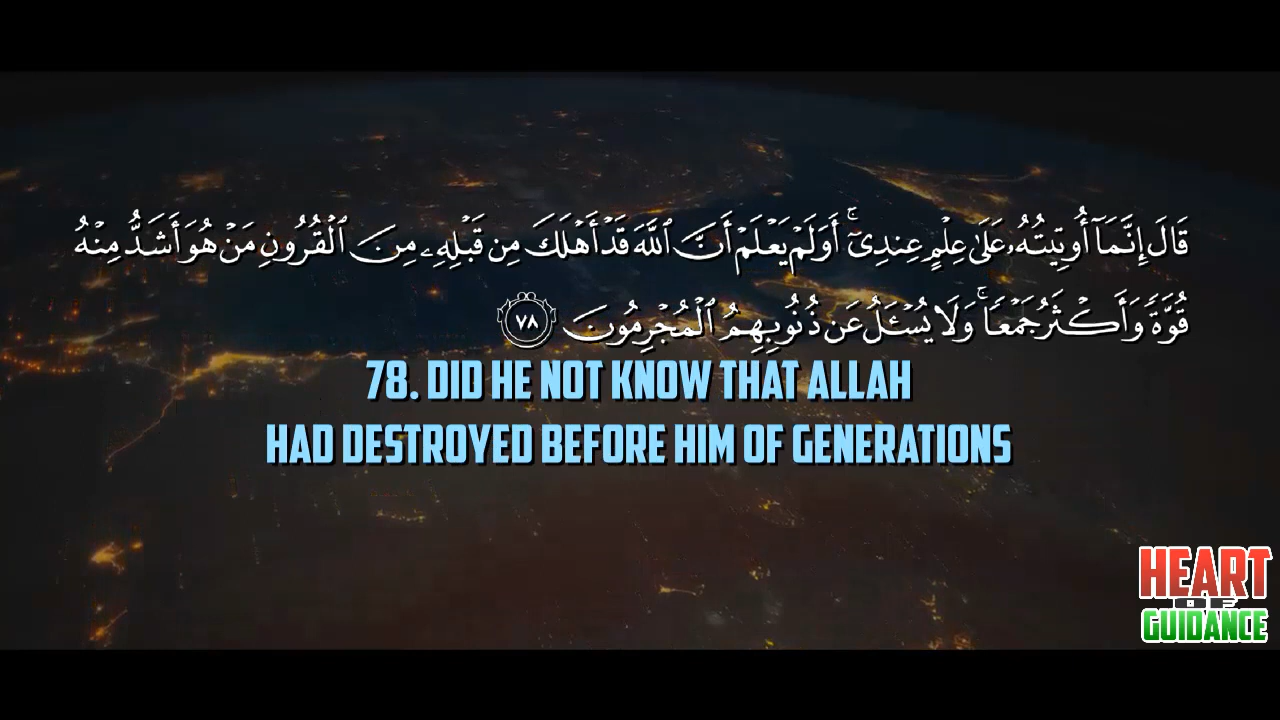 قَالَ إِنَّمَآ أُوتِيتُهُۥ عَلَىٰ عِلْمٍ عِندِىٓ ۚ أَوَلَمْ يَعْلَمْ أَنَّ ٱللَّهَ قَدْ أَهْلَكَ مِن قَبْلِهِۦ مِنَ ٱلْقُرُونِ مَنْ هُوَ أَشَدُّ مِنْهُ
قُوَّةً وَأَكْثَرُ جَمْعًا ۚ وَلَا يُسْـَٔلُ عَن ذُنُوبِهِمُ ٱلْمُجْرِمُونَ ٧٨
78. DID HE NOT KNOW THAT ALLAH
HAD DESTROYED BEFORE HIM OF GENERATIONS
HEART
OF
GUIDANCE